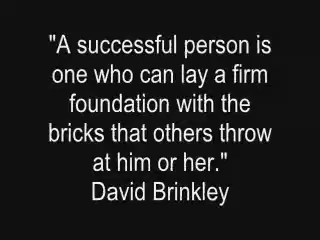 "A successful person is
one who can lay a firm
foundation with the
bricks that others throw
at him or her."
David Brinkley